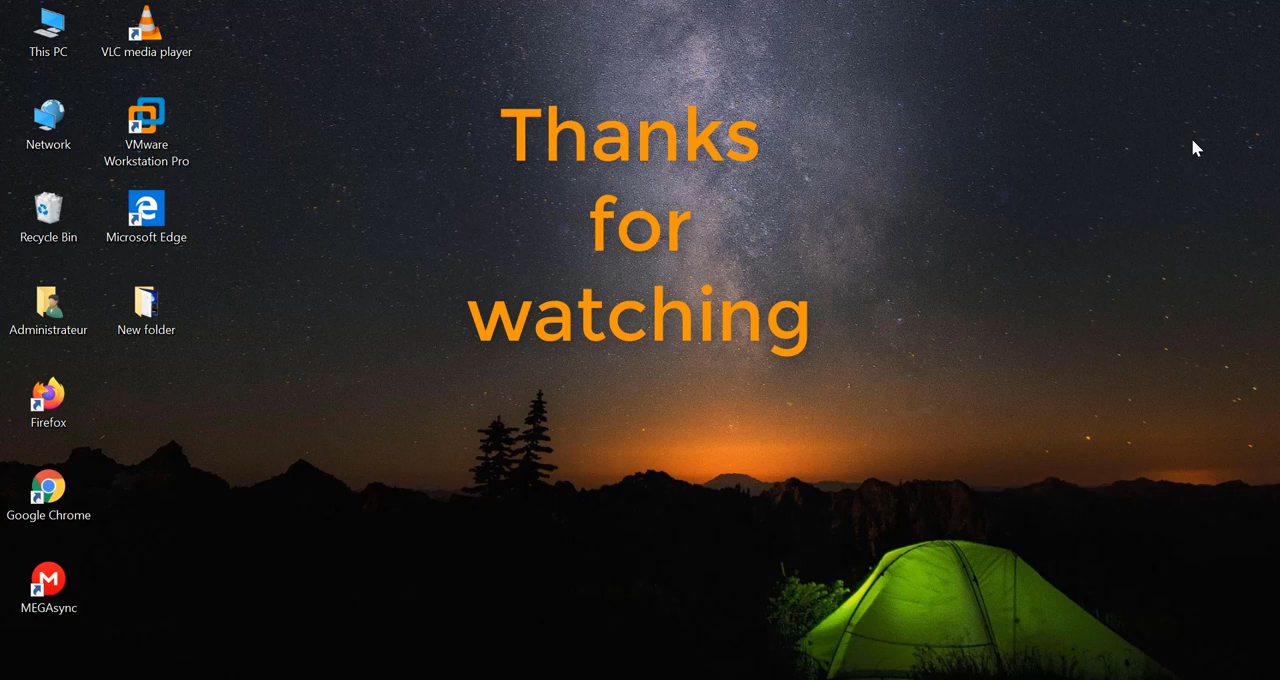 This PC
VLC media player
Network
VMware
Workstation Pro
Recycle Bin
Microsoft Edge
Administrateur
New folder
Firefox
Google Chrome
MEGAsync
Thanks
for
watching